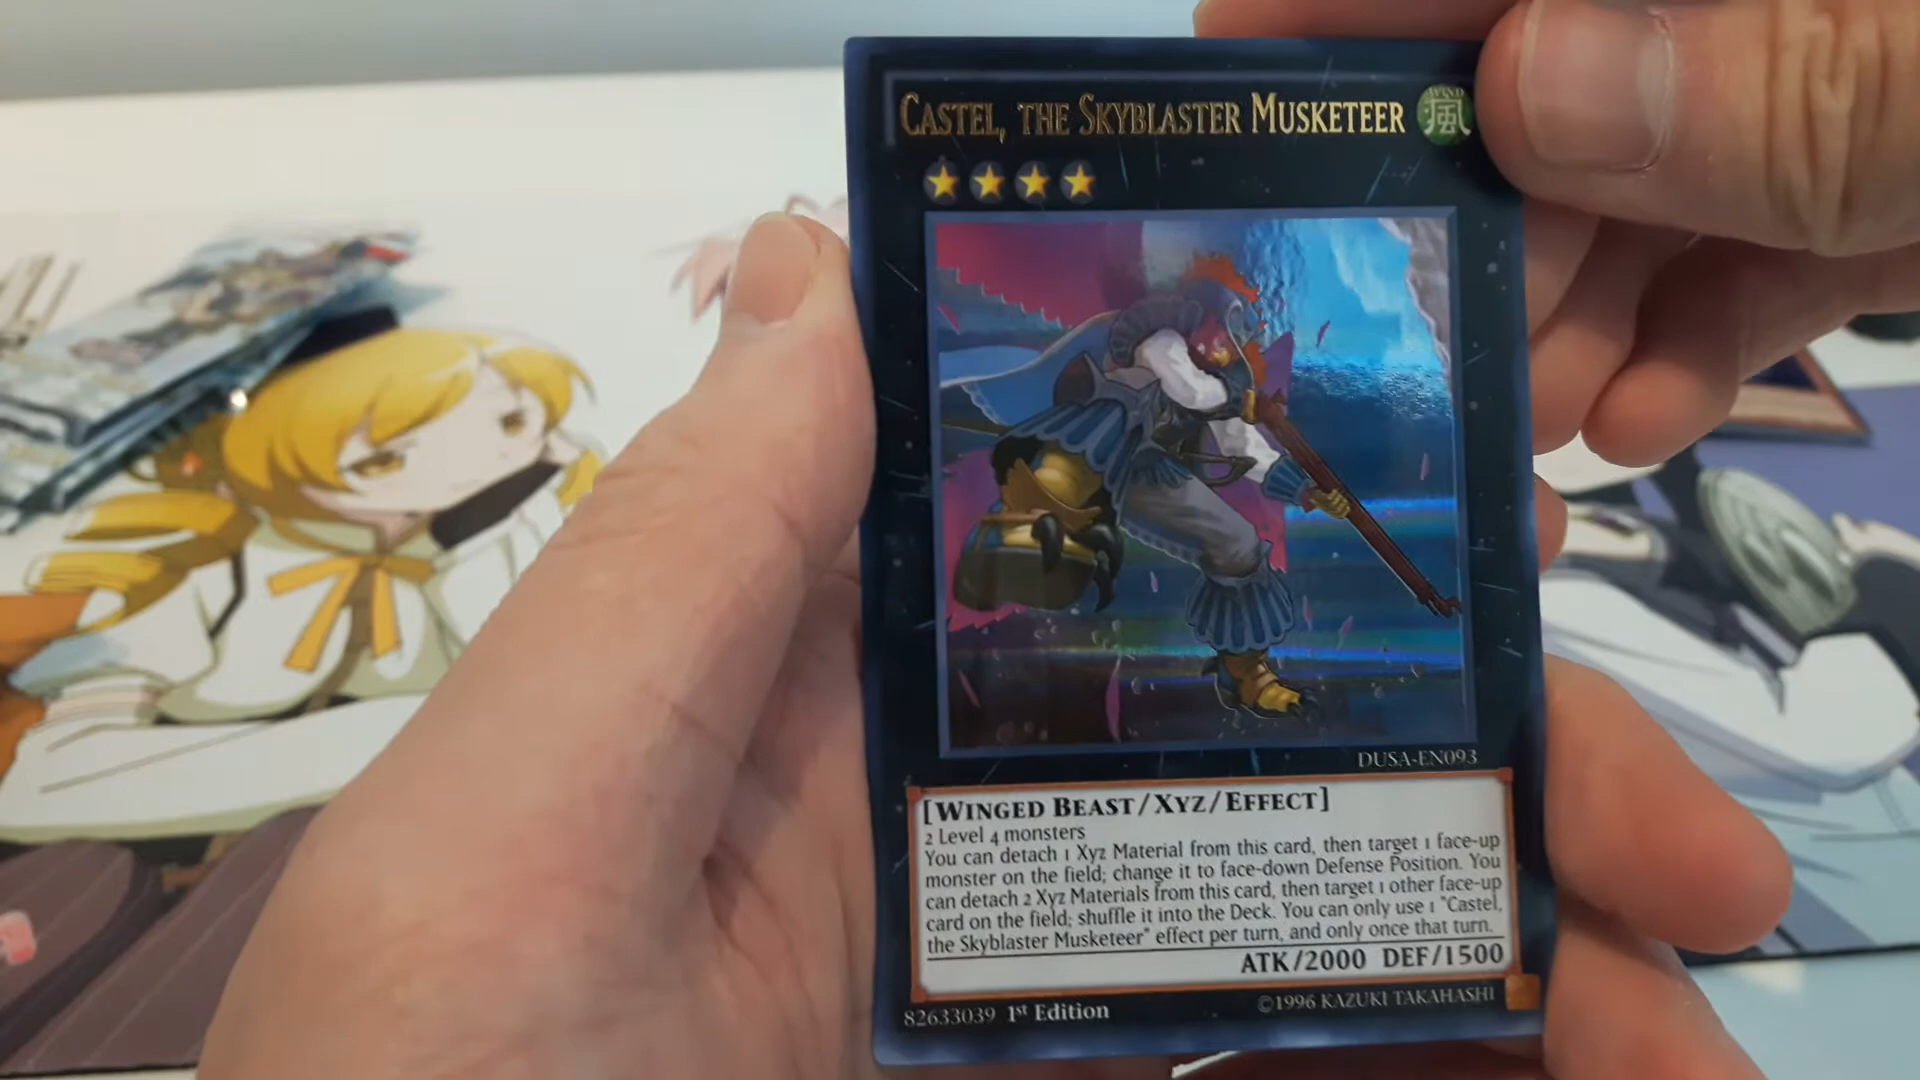 CASTEL, THE SKYBLASTER MUSKETEER
WIND
風
DUSA-EN093
[WINGED BEAST/XYZ/EFFECT]
2 Level 4 monsters
You can detach 1 Xyz Material from this card, then target 1 face-up
monster on the field; change it to face-down Defense Position. You
can detach 2 Xyz Materials from this card, then target 1 other face-up
card on the field; shuffle it into the Deck. You can only use 1 "Castel,
the Skyblaster Musketeer" effect per turn, and only once that turn.
ATK/2000 DEF/1500
82633039 1st Edition
©1996 KAZUKI TAKAHASHI